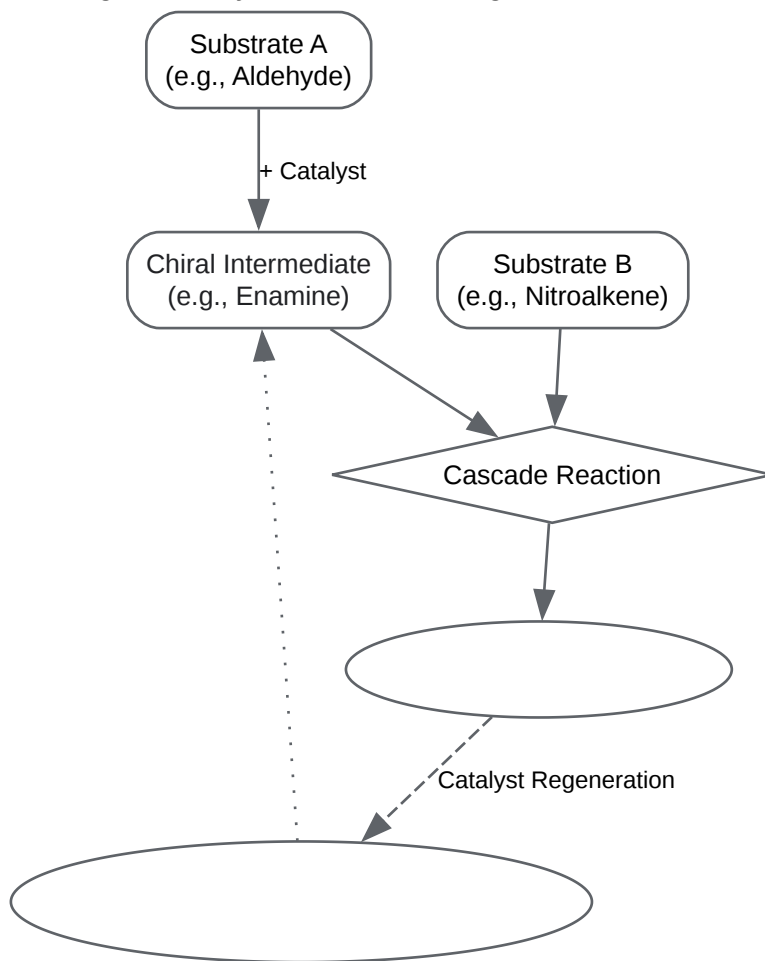 Substrate A
(e.g., Aldehyde)
+ Catalyst
Chiral Intermediate
(e.g., Enamine)
Substrate B
(e.g., Nitroalkene)
Cascade Reaction
Catalyst Regeneration